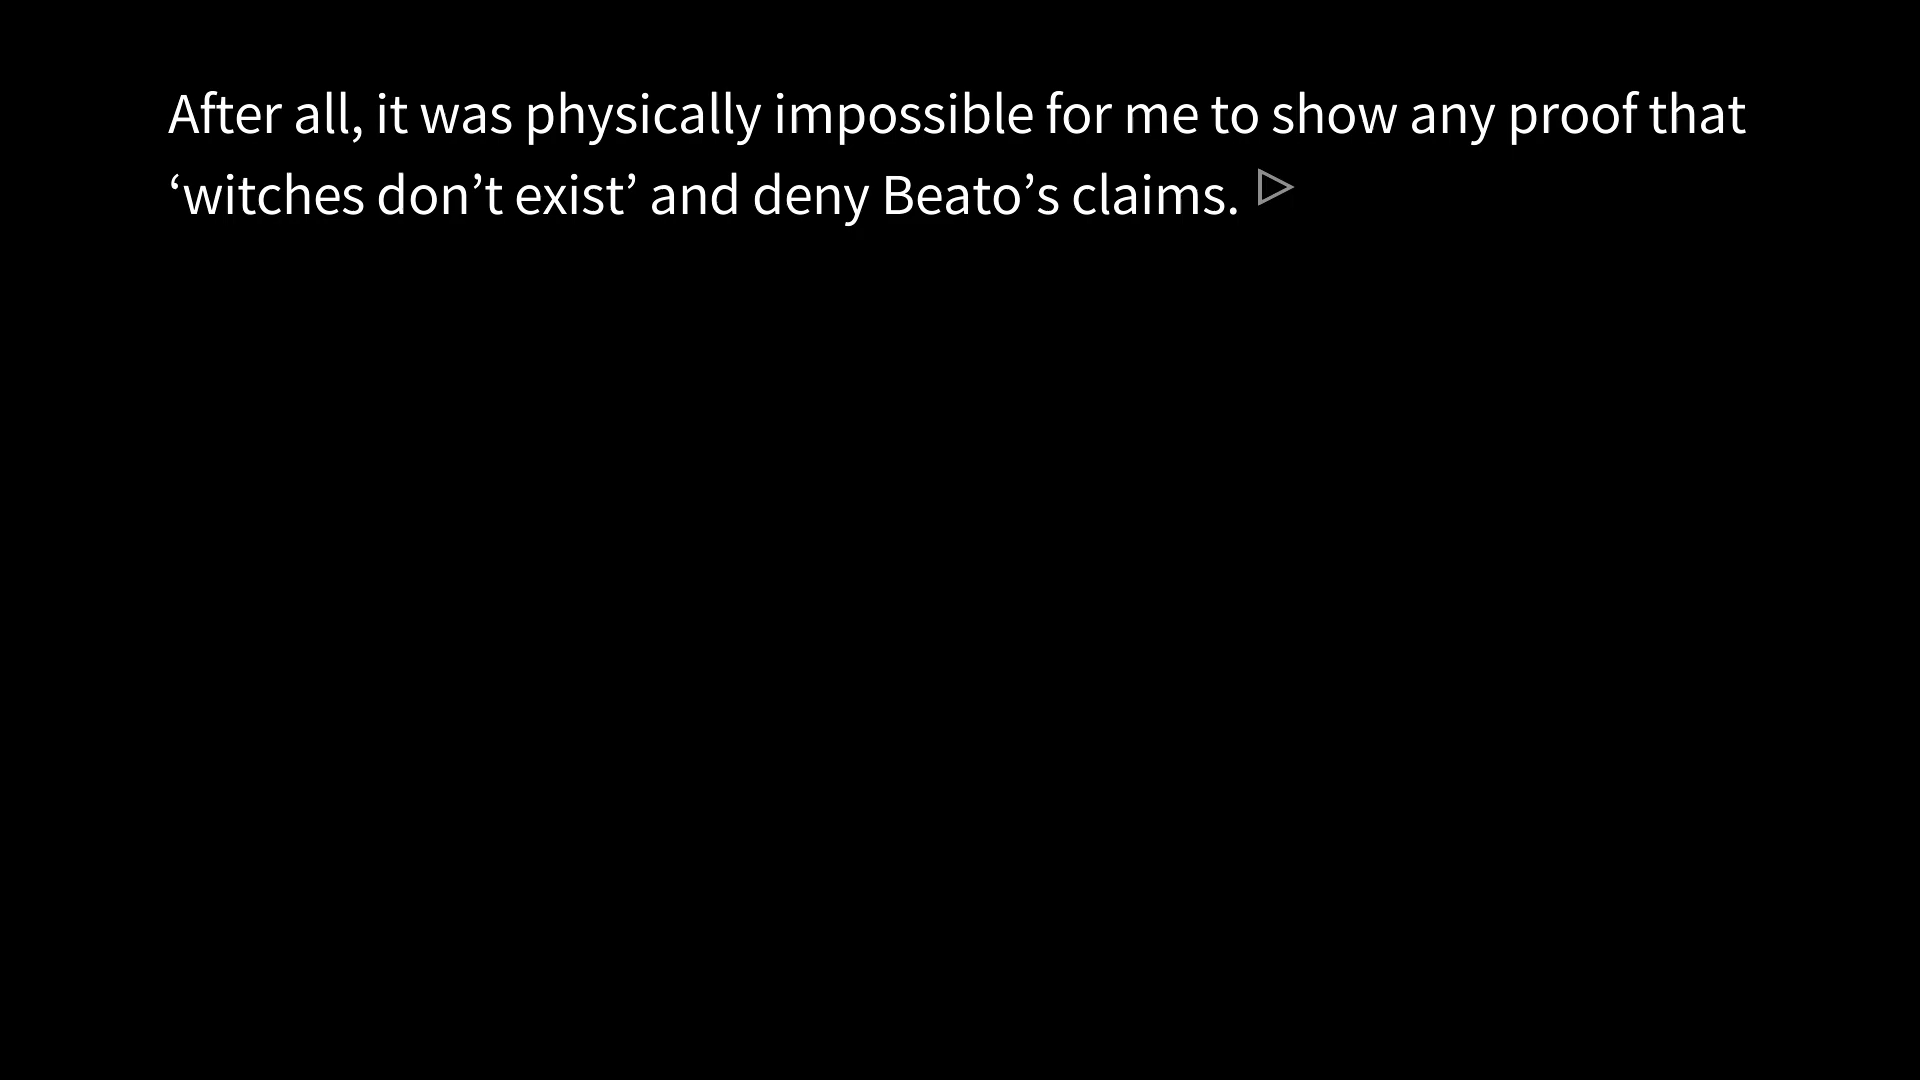 After all, it was physically impossible for me to show any proof that
‘witches don’t exist’ and deny Beato’s claims.